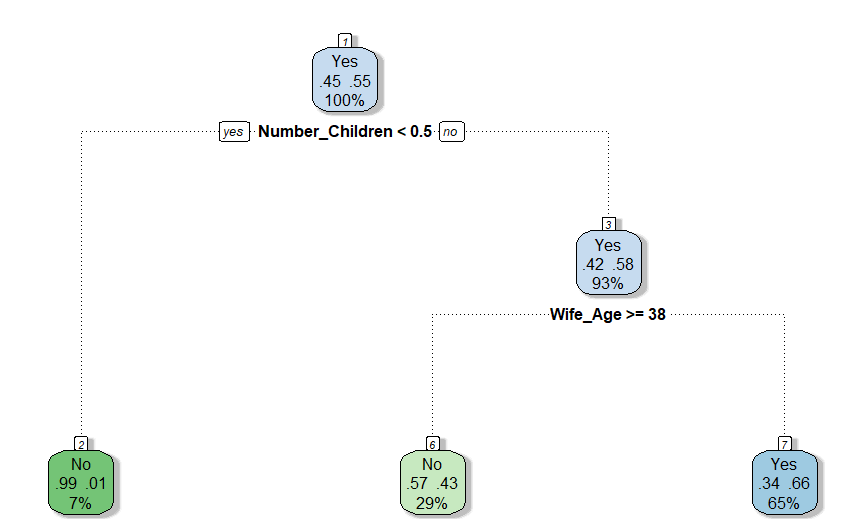 1
Yes
.45 .55
100%
yes Number_Children < 0.5 no
3
Yes
.42 .58
93%
Wife_Age >= 38
2
No
.99 .01
7%
6
No
.57 .43
29%
7
Yes
.34 .66
65%